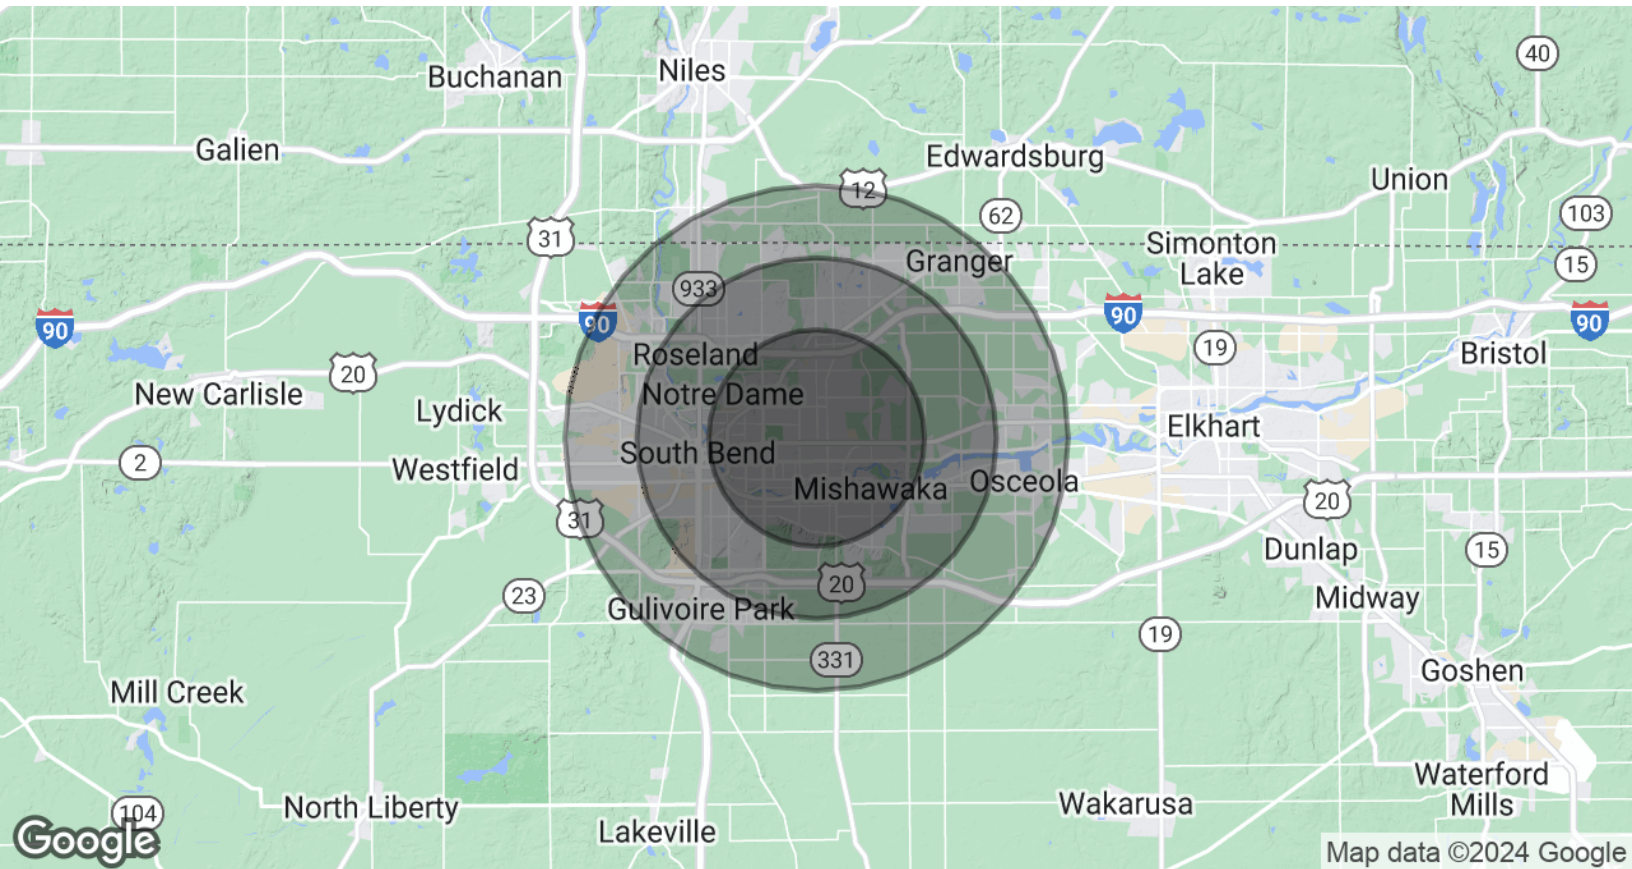 40
Buchanan
Niles
Galien
Edwardsburg
Union
12
62
103
31
Simonton
Lake
Granger
15
933
90
90
90
90
19
Roseland
Bristol
20
New Carlisle
Notre Dame
Lydick
Elkhart
South Bend
2
Westfield
Mishawaka
Osceola
20
31
Dunlap
15
20
23
Gulivoire Park
Midway
19
331
Goshen
Mill Creek
Waterford
Mills
Wakarusa
North Liberty
104
Lakeville
Google
Map data ©2024 Google